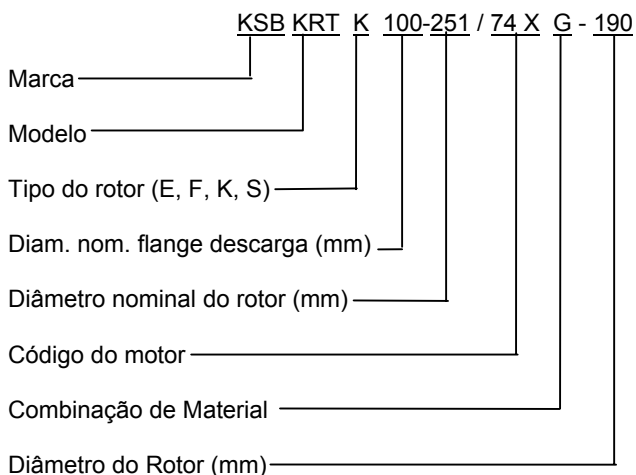 KSB KRT K 100-251 / 74 X G - 190
Marca
Modelo
Tipo do rotor (E, F, K, S)
Diam. nom. flange descarga (mm)
Diâmetro nominal do rotor (mm)
Código do motor
Combinação de Material
Diâmetro do Rotor (mm)